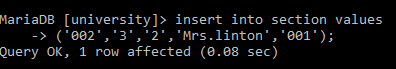 MariaDB [university]> insert into section values
    -> ('002','3','2','Mrs.linton','001');
Query OK, 1 row affected (0.08 sec)